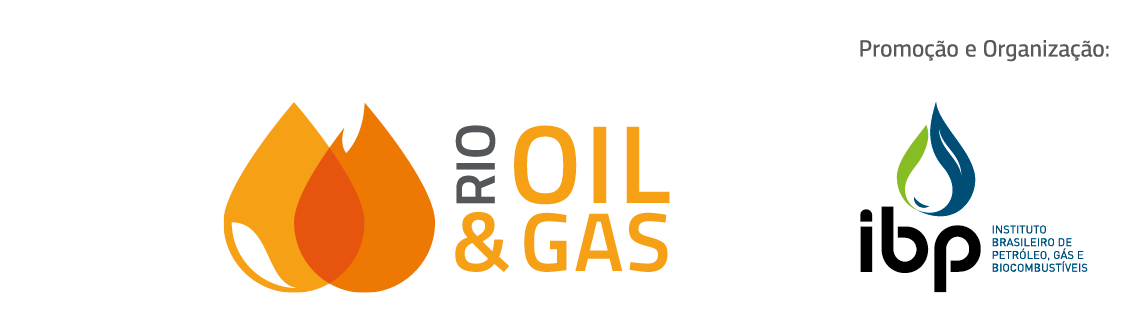 RIO OIL
& GAS
Promoção e Organização:
ibp
INSTITUTO
BRASILEIRO DE
PETRÓLEO, GÁS E
BIOCOMBUSTÍVEIS